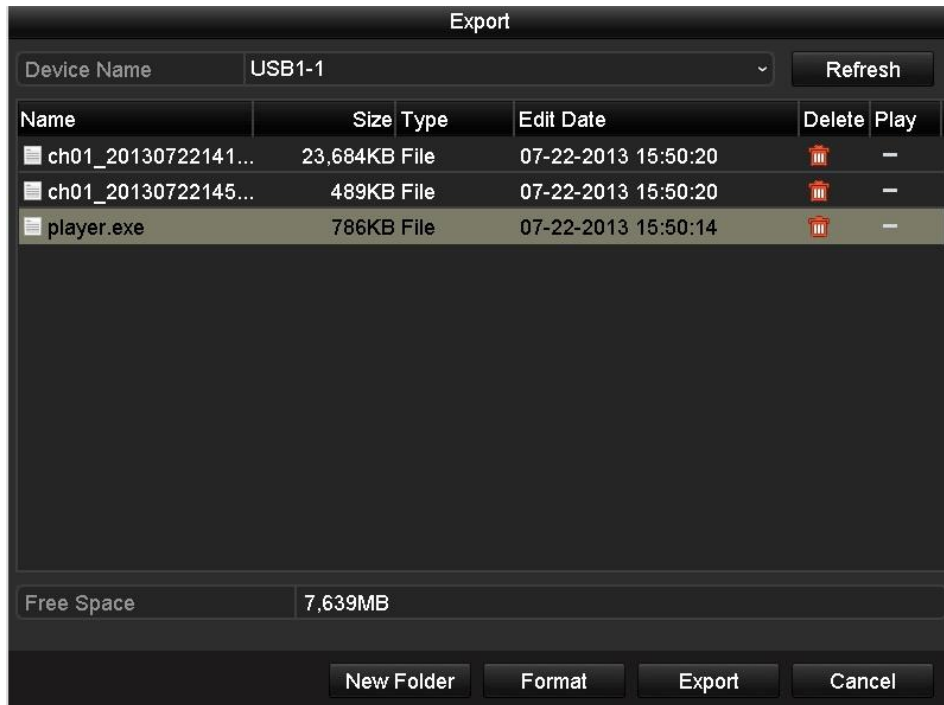 Export
Device Name USB1-1 Refresh
Name Size Type Edit Date Delete Play
ch01_20130722141... 23,684KB File 07-22-2013 15:50:20
ch01_20130722145... 489KB File 07-22-2013 15:50:20
player.exe 786KB File 07-22-2013 15:50:14
Free Space 7,639MB
New Folder Format Export Cancel